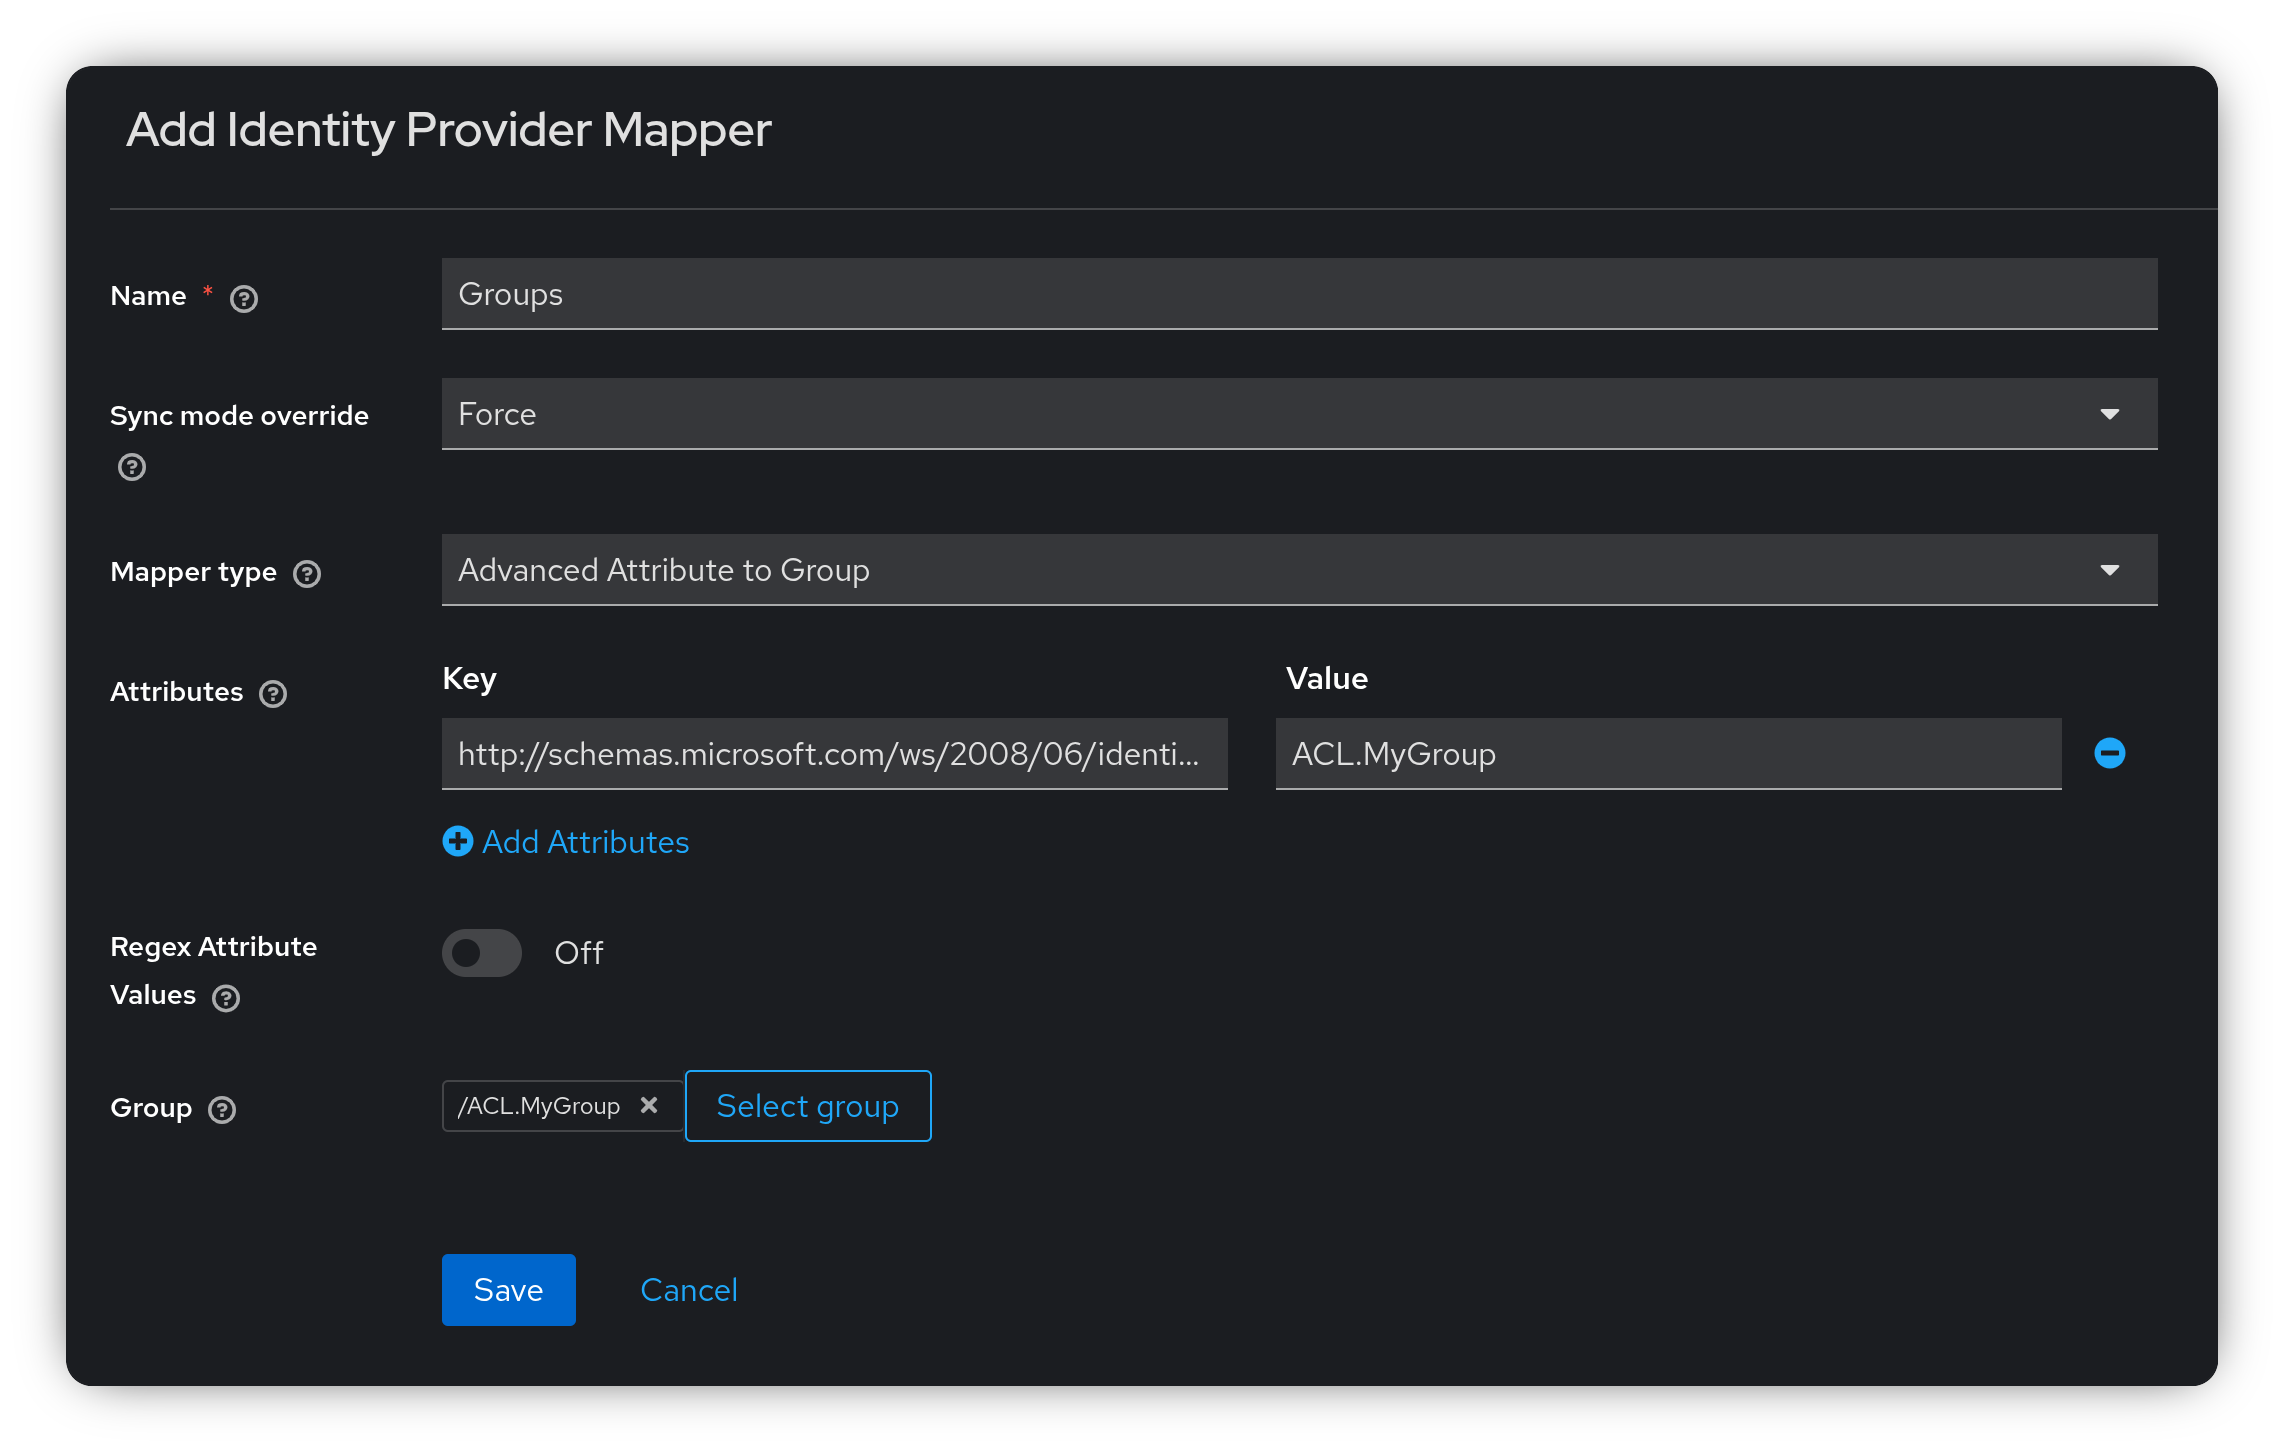 Add Identity Provider Mapper
Name *
Groups
Sync mode override
Force
Mapper type
Advanced Attribute to Group
Attributes
Key
Value
http://schemas.microsoft.com/ws/2008/06/identi...
ACL.MyGroup
Add Attributes
Regex Attribute
Values
Off
Group
/ACL.MyGroup
Select group
Save
Cancel